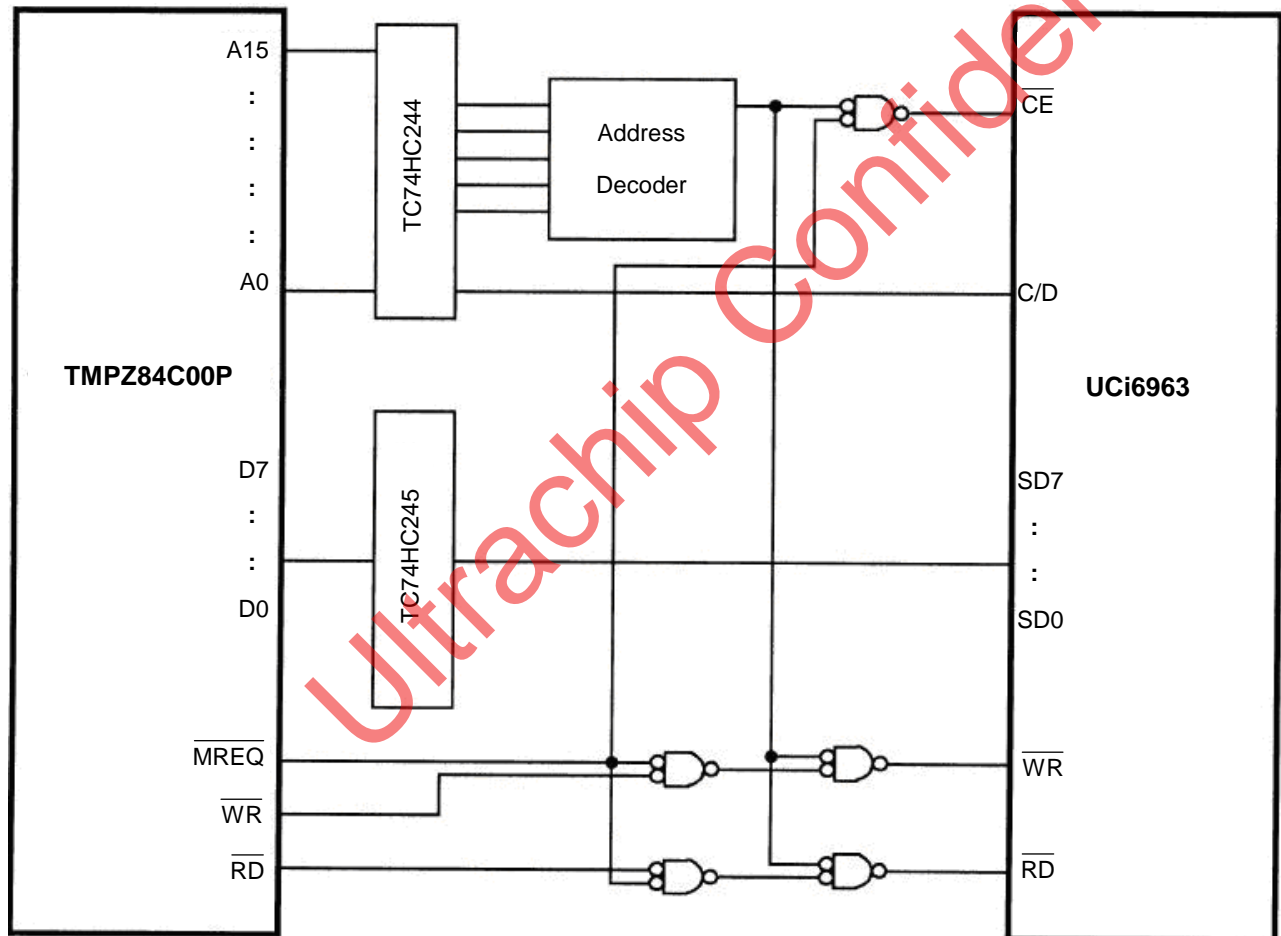 A15
:
:
:
:
A0
TMPZ84C00P
D7
:
:
D0
MREQ
WR
RD
TC74HC244
TC74HC245
Address
Decoder
CE
C/D
UCi6963
SD7
:
:
SD0
WR
RD
Ultrachip Confiden